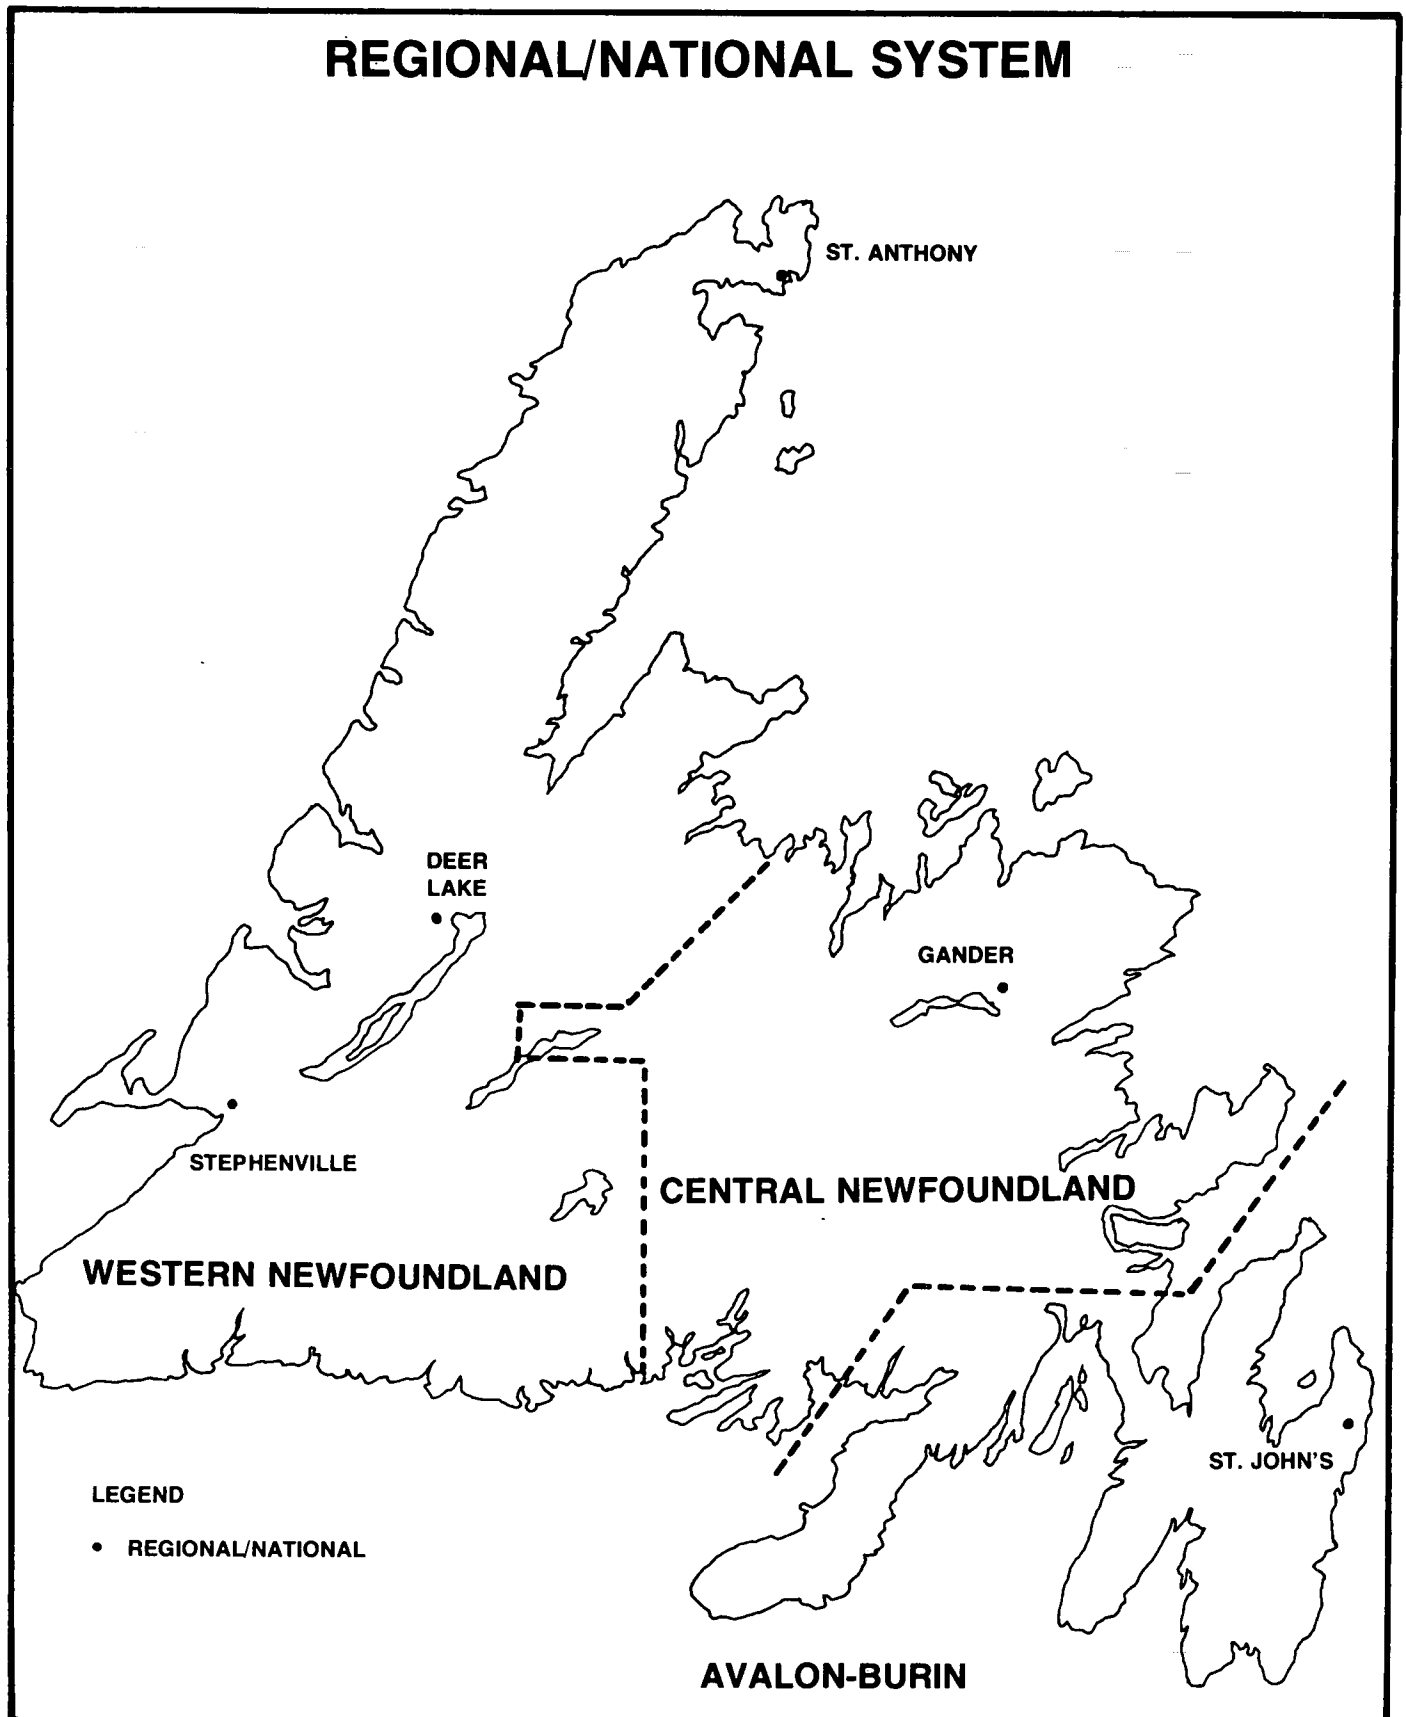 REGIONAL/NATIONAL SYSTEM
ST. ANTHONY
DEER
LAKE
GANDER
STEPHENVILLE
CENTRAL NEWFOUNDLAND
WESTERN NEWFOUNDLAND
ST. JOHN'S
LEGEND
• REGIONAL/NATIONAL
AVALON-BURIN